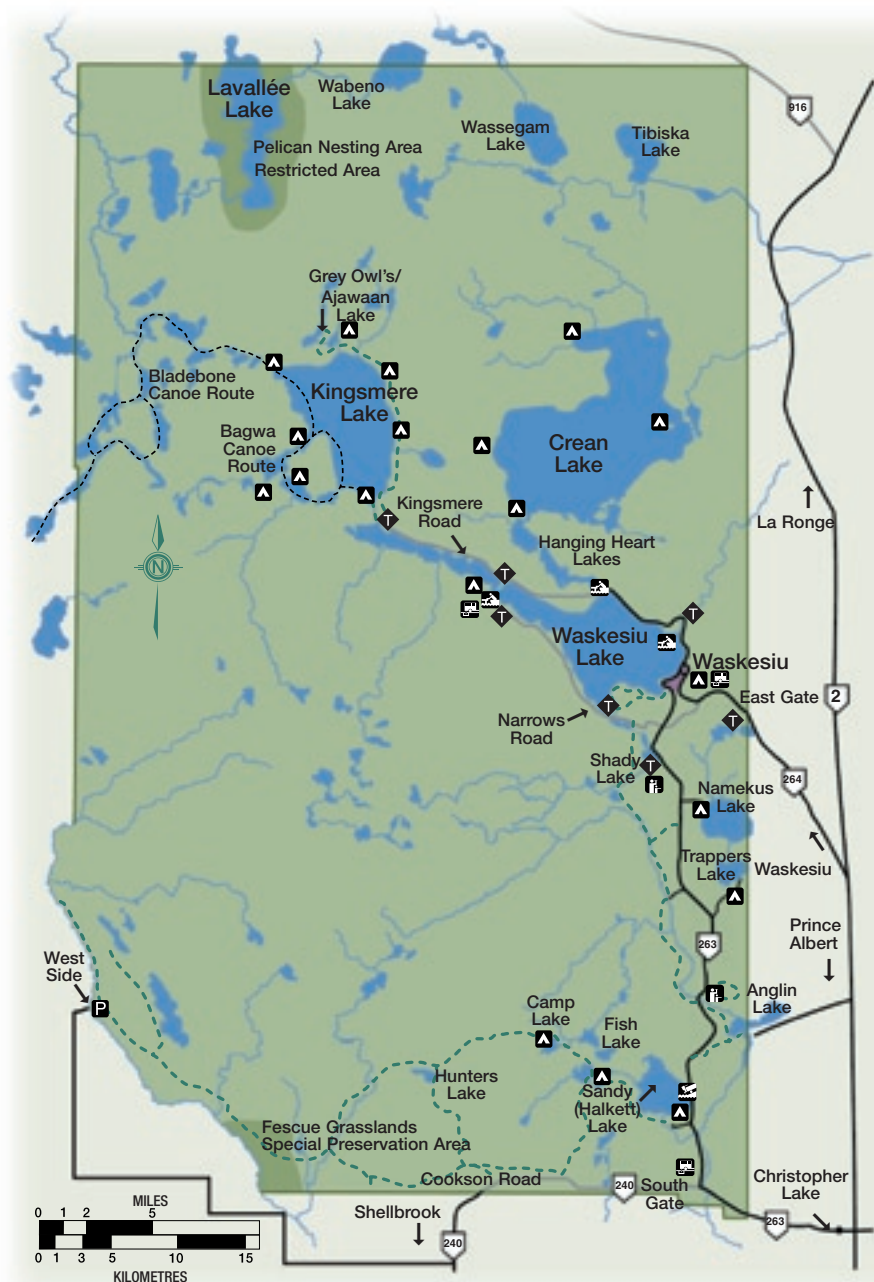 Lavallée
Lake
Wabeno
Lake
916
Wassegam
Lake
Tibiska
Lake
Pelican Nesting Area
Restricted Area
Grey Owl's/
Ajawaan
Lake
Bladebone
Canoe Route
Kingsmere
Lake
Bagwa
Canoe
Route
Crean
Lake
Kingsmere
Road
La Ronge
N
T
Hanging Heart
Lakes
T
T
T
Waskesiu
Lake
Waskesiu
East Gate
2
T
T
Narrows
Road
Shady
Lake
T
Namekus
Lake
264
Trappers
Lake
Waskesiu
Prince
Albert
263
West
Side
P
Anglin
Lake
Camp
Lake
Fish
Lake
Hunters
Lake
Sandy
(Halkett)
Lake
Fescue Grasslands
Special Preservation Area
Cookson Road
240
South
Gate
Christopher
Lake
263
Shellbrook
240
MILES
0 1 2 5
0 1 3 5 10 15
KILOMETRES